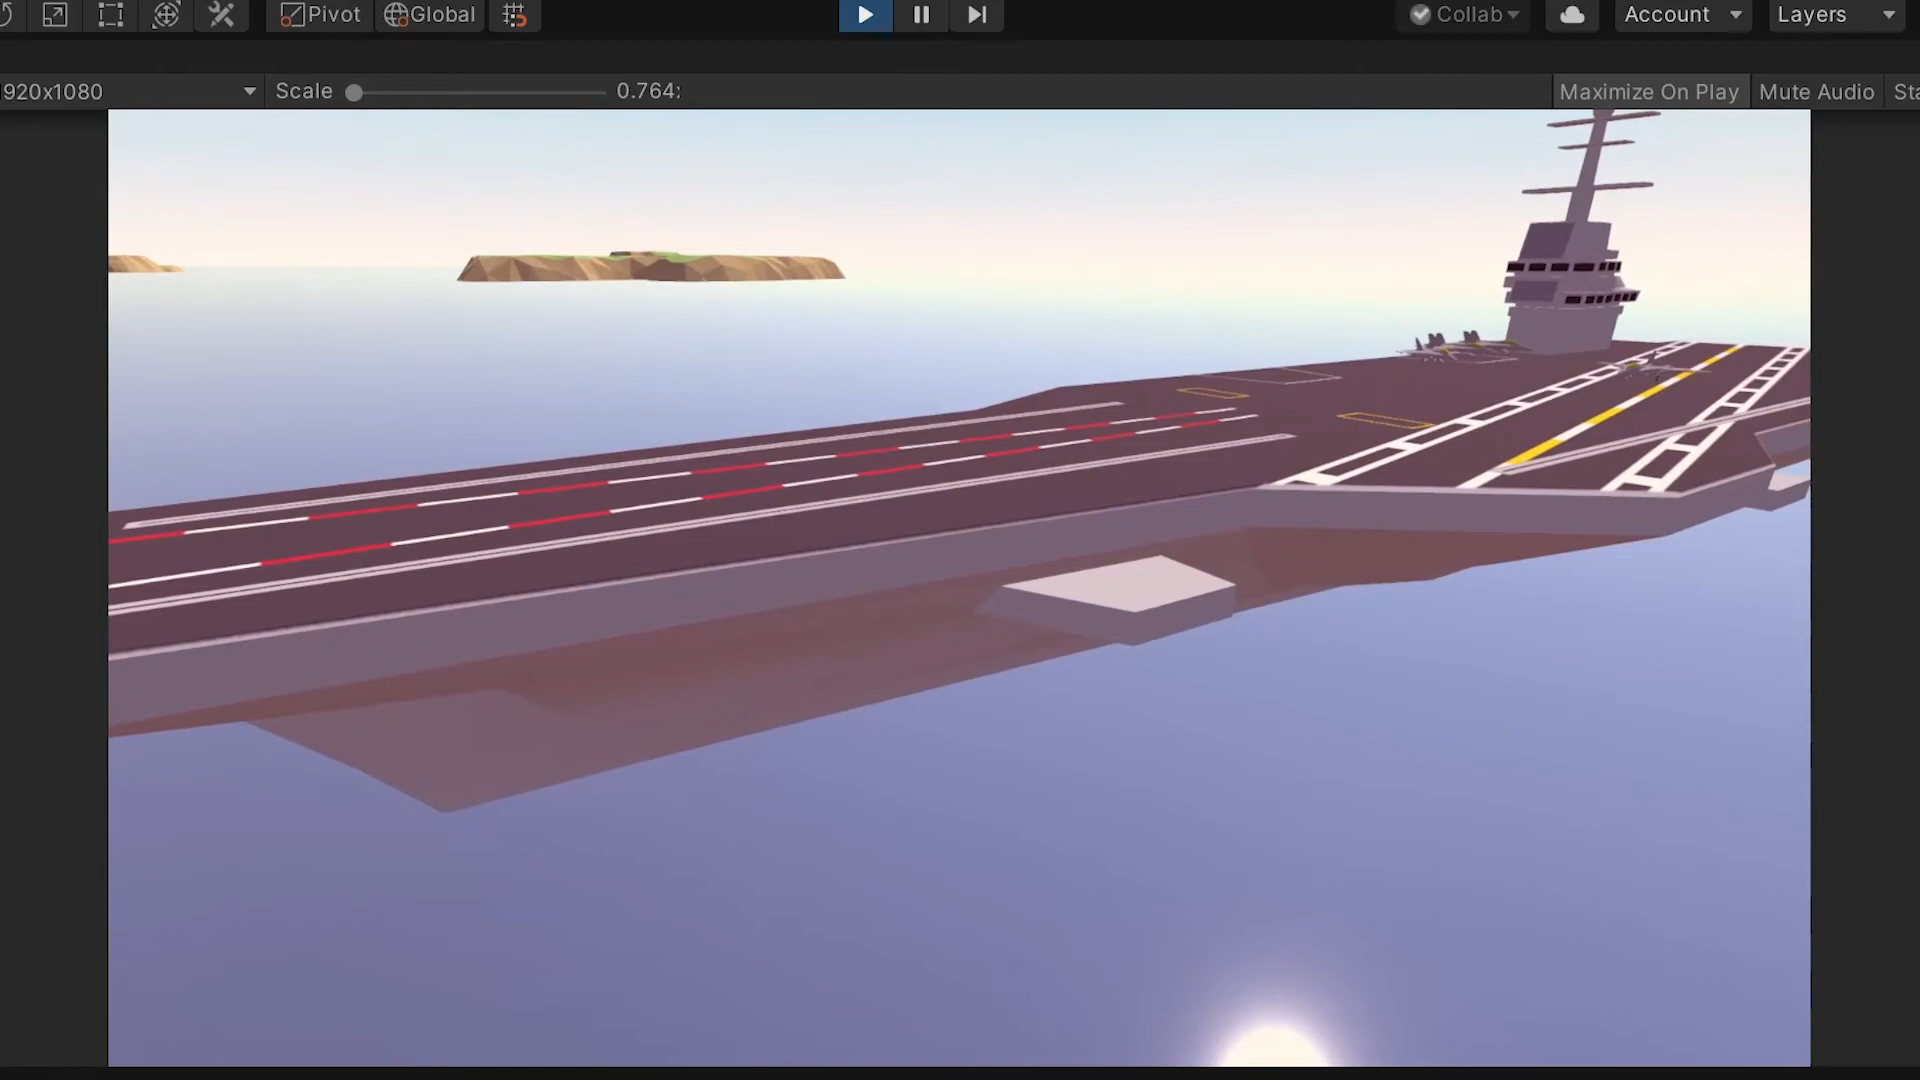 Pivot Global Collab Account Layers
920x1080 Scale 0.764: Maximize On Play Mute Audio Sta